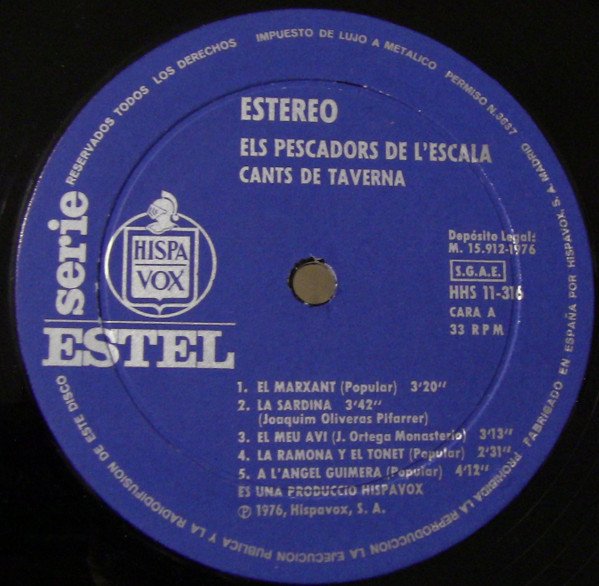 ESTEREO
ELS PESCADORS DE L'ESCALA
CANTS DE TAVERNA
serie
ESTEL
HISPA
VOX
Depósito Legal:
M. 15.912-1976
S.G.A.E.
HHS 11-316
CARA A
33 RPM
1. EL MARXANT (Popular) 3'20"
2. LA SARDINA 3'42"
(Joaquim Oliveras Pifarrer)
3. EL MEU AVI (J. Ortega Monasterio) 3'13"
4. LA RAMONA Y EL TONET (Popular) 2'31"
5. A L'ANGEL GUIMERA (Popular) 4'12"
ES UNA PRODUCCIO HISPAVOX
Ⓟ 1976, Hispavox, S. A.
RESERVADOS TODOS LOS DERECHOS IMPUESTO DE LUJO A METALICO PERMISO N.3037
FABRICADO EN ESPAÑA POR HISPAVOX, S. A. MADRID
PROHIBIDA LA REPRODUCCION LA EJECUCION PUBLICA Y LA RADIODIFUSION DE ESTE DISCO